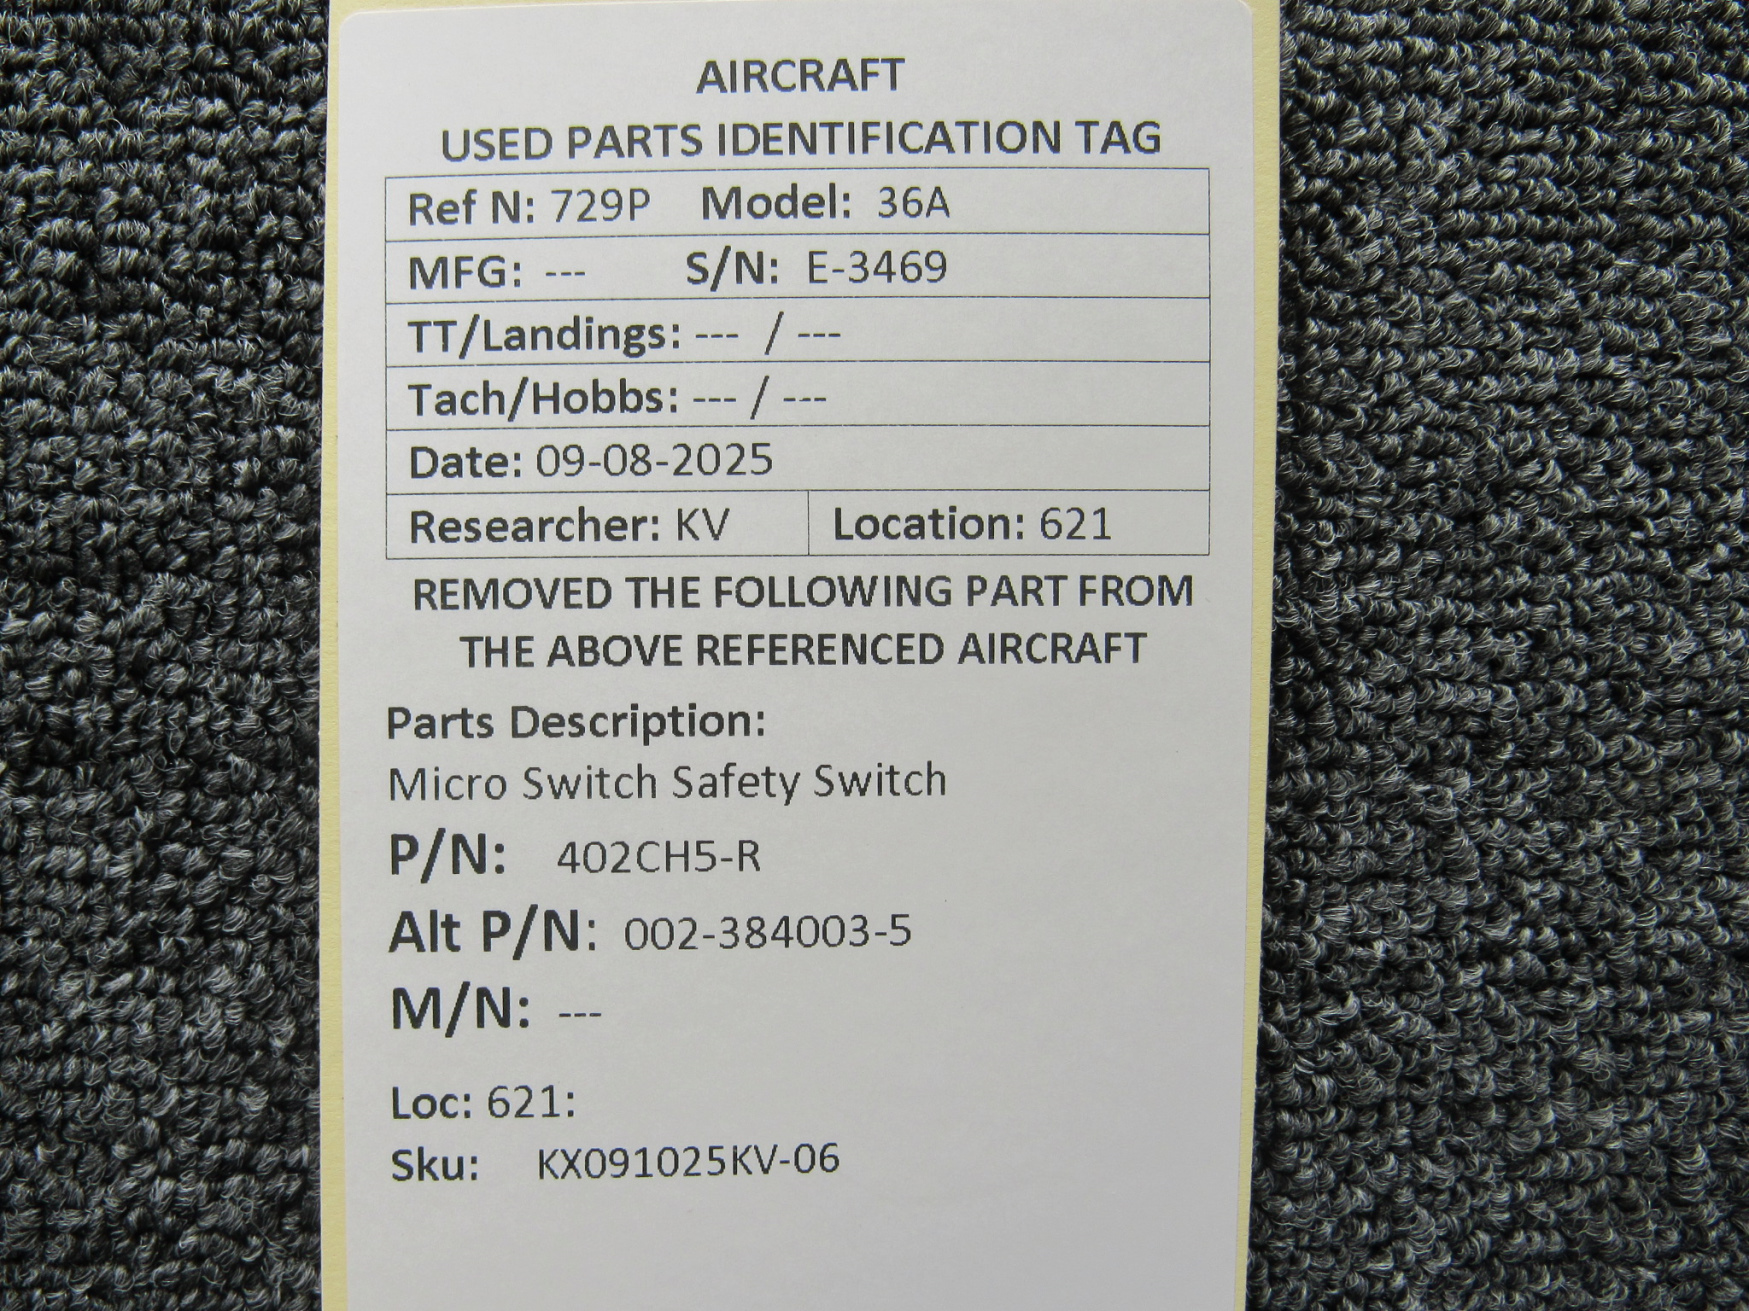 AIRCRAFT
USED PARTS IDENTIFICATION TAG
Ref N: 729P Model: 36A
MFG: --- S/N: E-3469
TT/Landings: --- / ---
Tach/Hobbs: --- / ---
Date: 09-08-2025
Researcher: KV Location: 621
REMOVED THE FOLLOWING PART FROM
THE ABOVE REFERENCED AIRCRAFT
Parts Description:
Micro Switch Safety Switch
P/N: 402CH5-R
Alt P/N: 002-384003-5
M/N: ---
Loc: 621:
Sku: KX091025KV-06